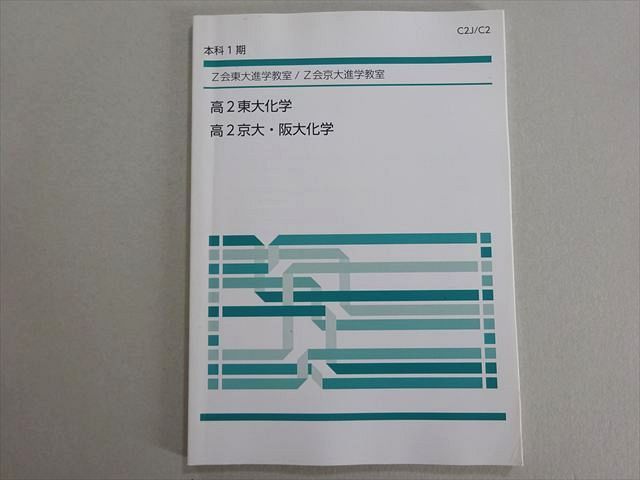 C2J/C2
本科1期
Z会東大進学教室/Z会京大進学教室
高2東大化学
高2京大・阪大化学